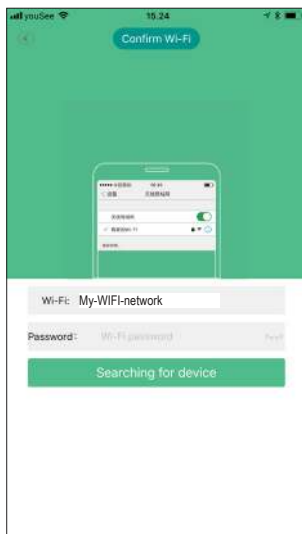 youSee 15.24
Confirm Wi-Fi
Wi-Fi: My-WIFI-network
Password: Wi-Fi password
Searching for device